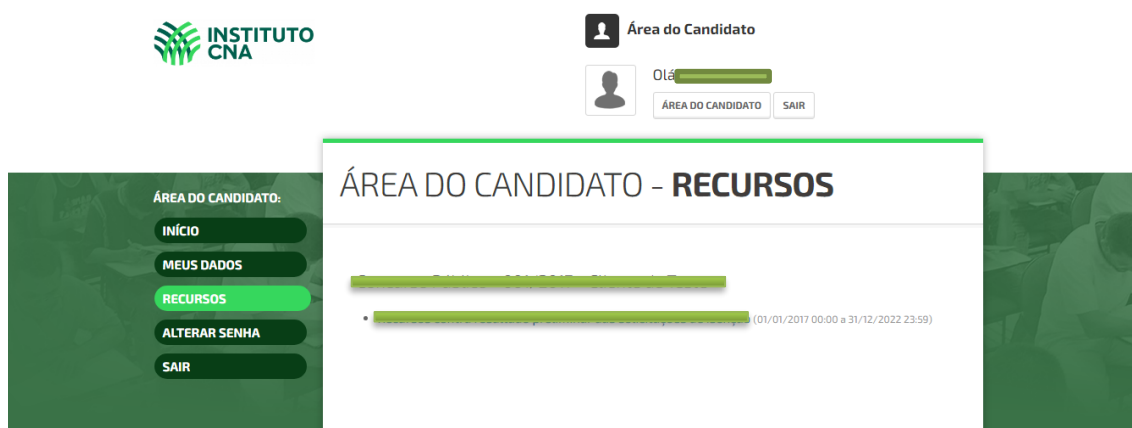 INSTITUTO
CNA
Área do Candidato
Olá
ÁREA DO CANDIDATO SAIR
ÁREA DO CANDIDATO - RECURSOS
ÁREA DO CANDIDATO:
INÍCIO
MEUS DADOS
RECURSOS
ALTERAR SENHA
SAIR
(01/01/2017 00:00 a 31/12/2022 23:59)